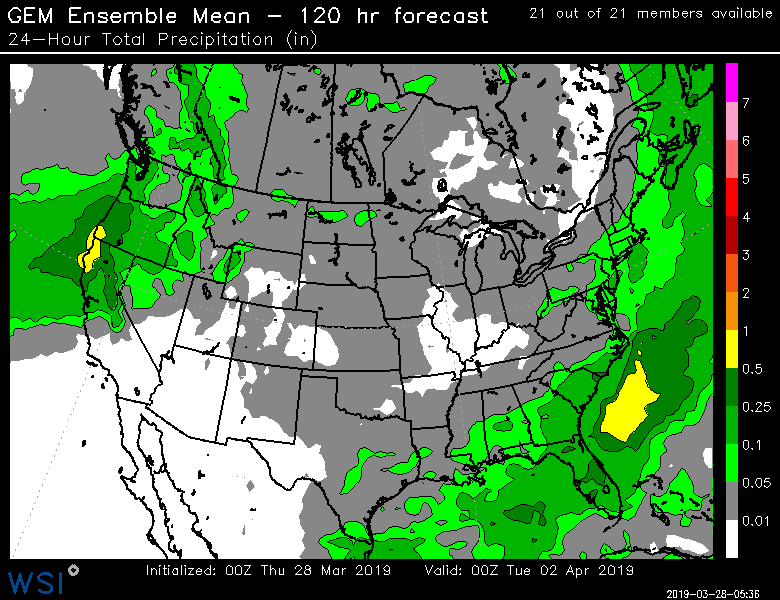 GEM Ensemble Mean − 120 hr forecast
21 out of 21 members available
24−Hour Total Precipitation (in)
7
6
5
4
3
2
1
0.5
0.25
0.1
0.05
0.01
WSI
Initialized: 00Z Thu 28 Mar 2019
Valid: 00Z Tue 02 Apr 2019
2019-03-28-05:36